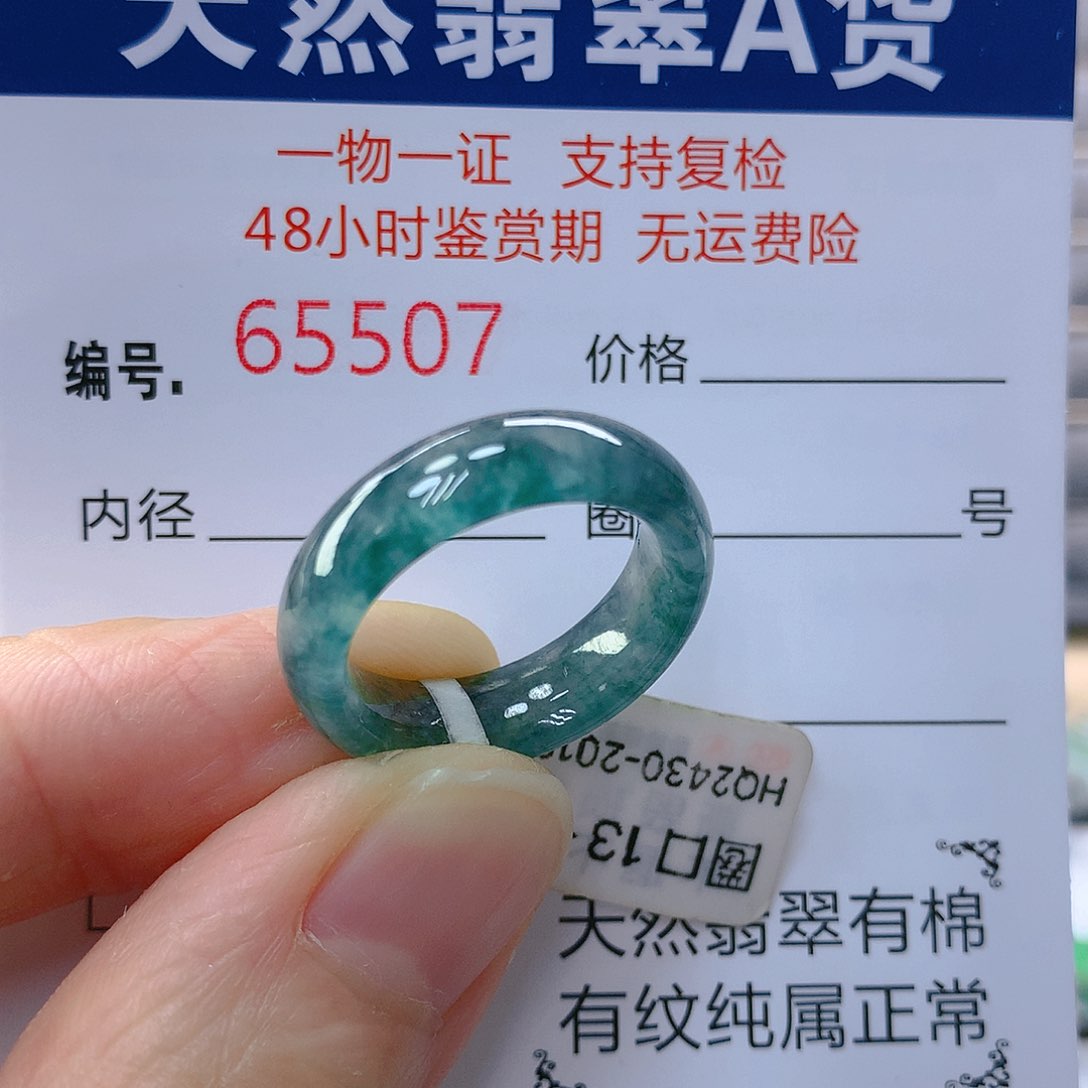 天然翡翠A货
一物一证 支持复检
48小时鉴赏期 无运费险
编号. 65507 价格
内径 圈 号
HQ2430-201
圈口13
天然翡翠有棉
有纹纯属正常